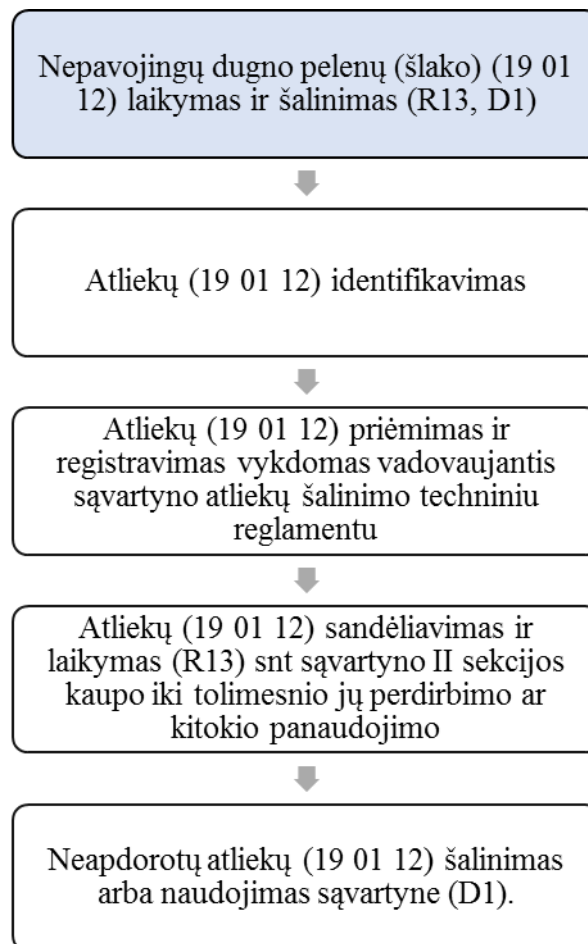 Nepavojingų dugno pelenų (šlako) (19 01
12) laikymas ir šalinimas (R13, D1)
Atliekų (19 01 12) identifikavimas
Atliekų (19 01 12) priėmimas ir
registravimas vykdomas vadovaujantis
sąvartyno atliekų šalinimo techniniu
reglamentu
Atliekų (19 01 12) sandėliavimas ir
laikymas (R13) snt sąvartyno II sekcijos
kaupo iki tolimesnio jų perdirbimo ar
kitokio panaudojimo
Neapdorotų atliekų (19 01 12) šalinimas
arba naudojimas sąvartyne (D1).